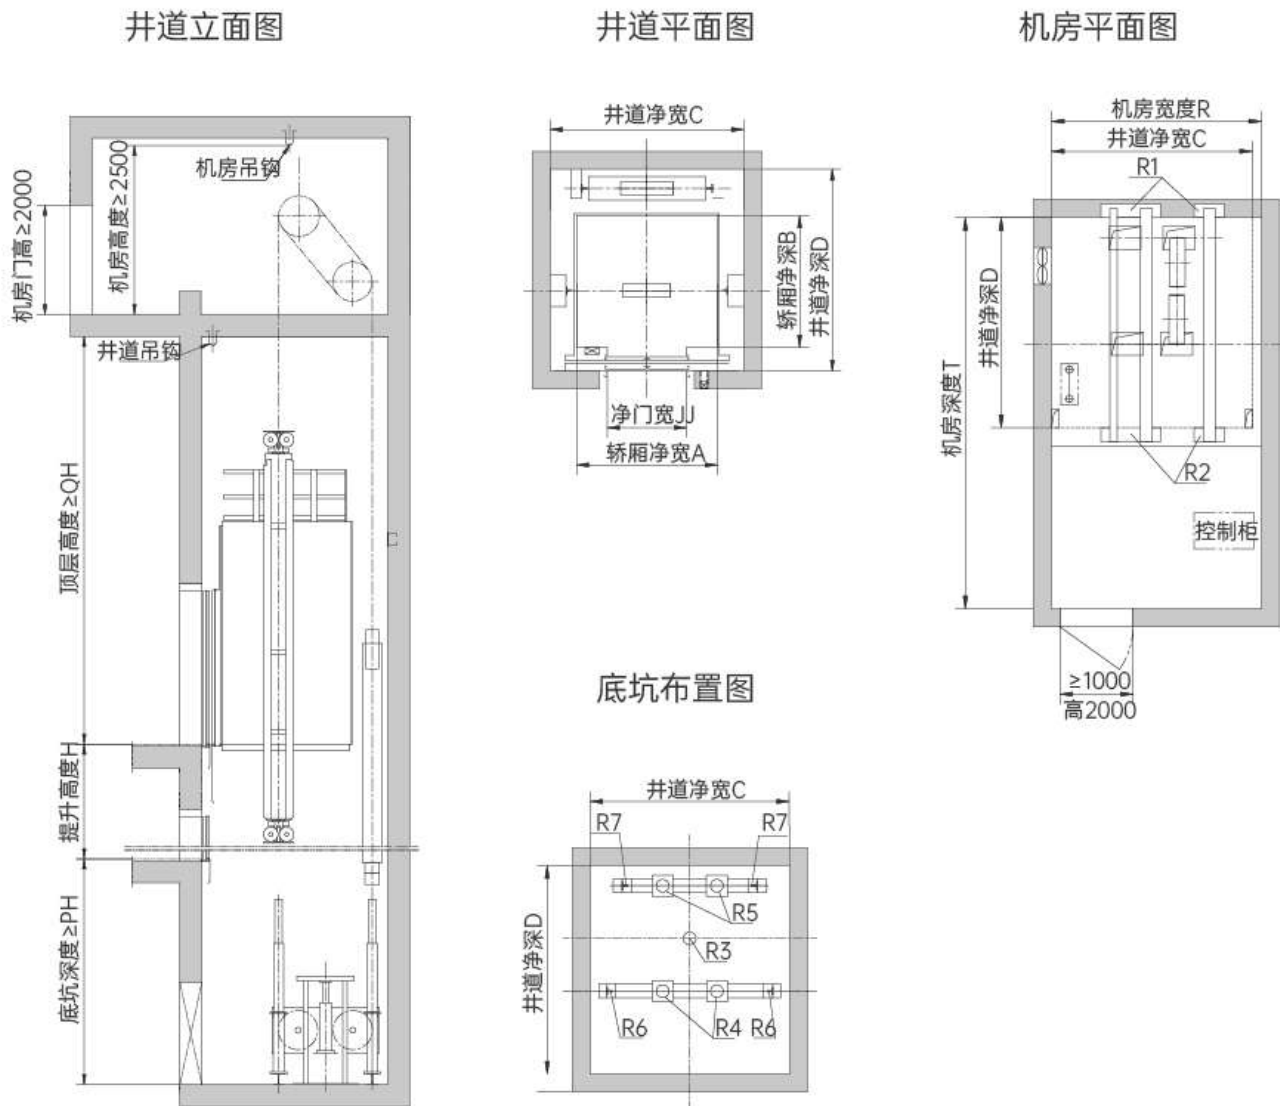 井道立面图
井道平面图
机房平面图
机房吊钩
机房高度≥2500
机房门高≥2000
井道吊钩
顶层高度≥QH
提升高度H
底坑深度≥PH
井道净宽C
轿厢净深B
井道净深D
净门宽JJ
轿厢净宽A
机房宽度R
井道净宽C
R1
井道净深D
机房深度T
R2
控制柜
≥1000
高2000
底坑布置图
井道净宽C
R7
R7
R5
井道净深D
R3
R6
R4
R6